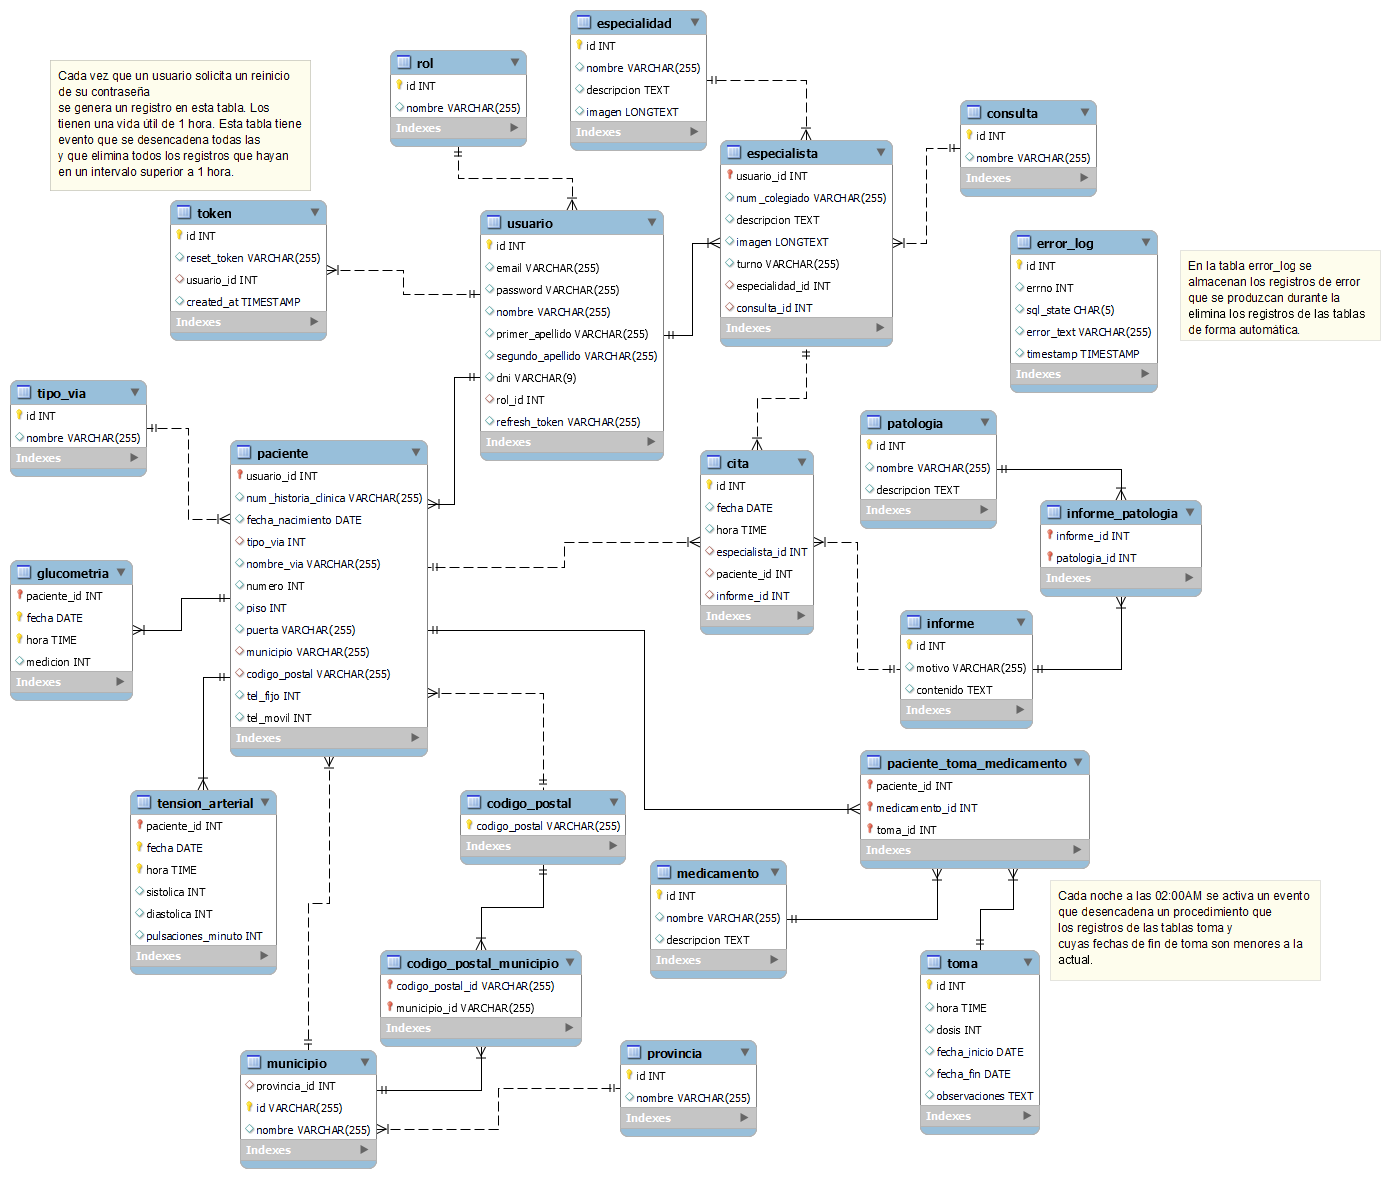 especialidad
id INT
nombre VARCHAR(255)
descripcion TEXT
imagen LONGTEXT
Indexes
rol
id INT
nombre VARCHAR(255)
Indexes
Cada vez que un usuario solicita un reinicio
de su contraseña
se genera un registro en esta tabla. Los
tienen una vida útil de 1 hora. Esta tabla tiene
evento que se desencadena todas las
y que elimina todos los registros que hayan
en un intervalo superior a 1 hora.
consulta
id INT
nombre VARCHAR(255)
Indexes
especialista
usuario_id INT
num_colegiado VARCHAR(255)
descripcion TEXT
imagen LONGTEXT
turno VARCHAR(255)
especialidad_id INT
consulta_id INT
Indexes
token
id INT
reset_token VARCHAR(255)
usuario_id INT
created_at TIMESTAMP
Indexes
usuario
id INT
email VARCHAR(255)
password VARCHAR(255)
nombre VARCHAR(255)
primer_apellido VARCHAR(255)
segundo_apellido VARCHAR(255)
dni VARCHAR(9)
rol_id INT
refresh_token VARCHAR(255)
Indexes
error_log
id INT
errno INT
sql_state CHAR(5)
error_text VARCHAR(255)
timestamp TIMESTAMP
Indexes
En la tabla error_log se
almacenan los registros de error
que se produzcan durante la
elimina los registros de las tablas
de forma automática.
tipo_via
id INT
nombre VARCHAR(255)
Indexes
paciente
usuario_id INT
num_historia_clinica VARCHAR(255)
fecha_nacimiento DATE
tipo_via INT
nombre_via VARCHAR(255)
numero INT
piso INT
puerta VARCHAR(255)
municipio VARCHAR(255)
codigo_postal VARCHAR(255)
tel_fijo INT
tel_movil INT
Indexes
cita
id INT
fecha DATE
hora TIME
especialista_id INT
paciente_id INT
informe_id INT
Indexes
patologia
id INT
nombre VARCHAR(255)
descripcion TEXT
Indexes
informe_patologia
informe_id INT
patologia_id INT
Indexes
glucometria
paciente_id INT
fecha DATE
hora TIME
medicion INT
Indexes
informe
id INT
motivo VARCHAR(255)
contenido TEXT
Indexes
tension_arterial
paciente_id INT
fecha DATE
hora TIME
sistolica INT
diastolica INT
pulsaciones_minuto INT
Indexes
codigo_postal
codigo_postal VARCHAR(255)
Indexes
paciente_toma_medicamento
paciente_id INT
medicamento_id INT
toma_id INT
Indexes
medicamento
id INT
nombre VARCHAR(255)
descripcion TEXT
Indexes
Cada noche a las 02:00AM se activa un evento
que desencadena un procedimiento que
los registros de las tablas toma y
cuyas fechas de fin de toma son menores a la
actual.
codigo_postal_municipio
codigo_postal_id VARCHAR(255)
municipio_id VARCHAR(255)
Indexes
toma
id INT
hora TIME
dosis INT
fecha_inicio DATE
fecha_fin DATE
observaciones TEXT
Indexes
municipio
provincia_id INT
id VARCHAR(255)
nombre VARCHAR(255)
Indexes
provincia
id INT
nombre VARCHAR(255)
Indexes